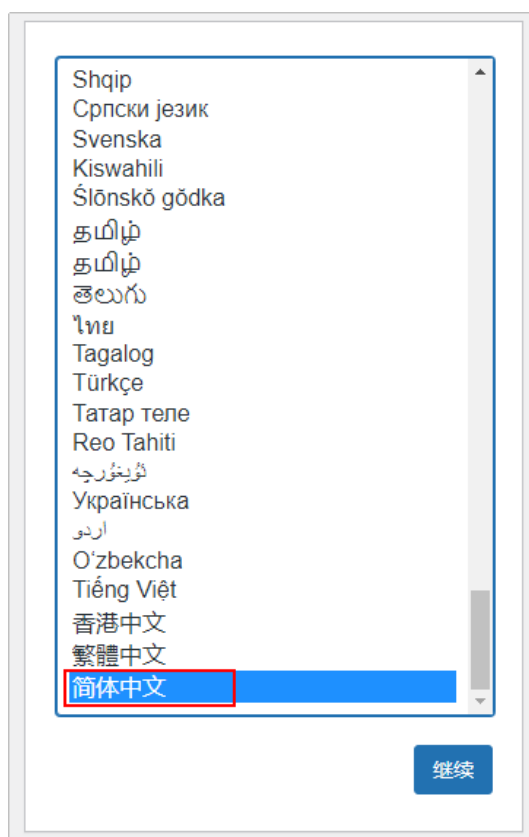 Shqip
Српски језик
Svenska
Kiswahili
Ślōnskŏ gŏdka
தமிழ்
தமிழ்
తెలుగు
ไทย
Tagalog
Türkçe
Татар теле
Reo Tahiti
ئۇيغۇرچە
Українська
اردو
O‘zbekcha
Tiếng Việt
香港中文
繁體中文
简体中文
继续